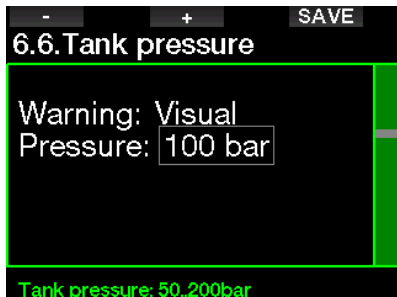 - + SAVE
6.6.Tank pressure
Warning: Visual
Pressure: 100 bar
Tank pressure: 50..200bar